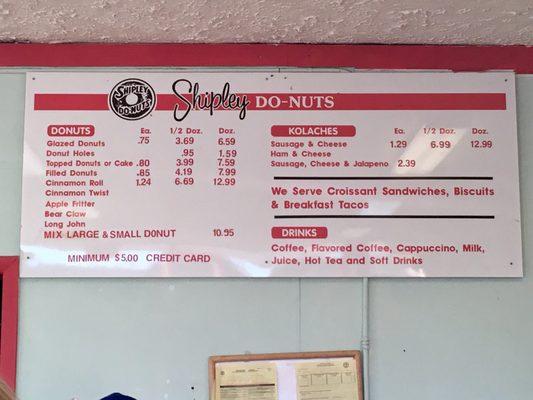 SHIPLEY DO-NUTS
Shipley DO-NUTS
DONUTS Ea. 1/2 Doz. Doz.
Glazed Donuts .75 3.69 6.59
Donut Holes .95 1.59
Topped Donuts or Cake .80 3.99 7.59
Filled Donuts .85 4.19 7.99
Cinnamon Roll 1.24 6.69 12.99
Cinnamon Twist
Apple Fritter
Bear Claw
Long John
MIX LARGE & SMALL DONUT 10.95
MINIMUM $5.00 CREDIT CARD
KOLACHES Ea. 1/2 Doz. Doz.
Sausage & Cheese 1.29 6.99 12.99
Ham & Cheese
Sausage, Cheese & Jalapeno 2.39
We Serve Croissant Sandwiches, Biscuits
& Breakfast Tacos
DRINKS
Coffee, Flavored Coffee, Cappuccino, Milk,
Juice, Hot Tea and Soft Drinks